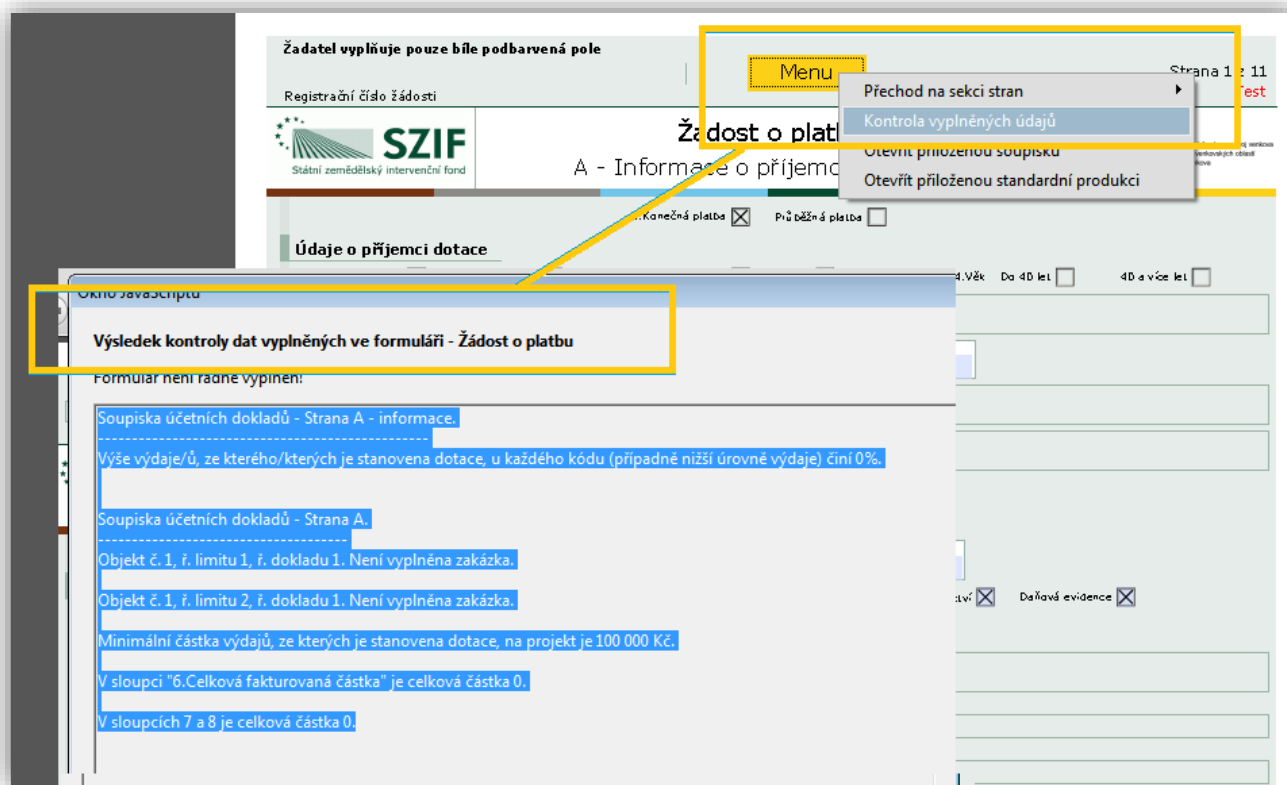 Žadatel vyplňuje pouze bíle podbarvená pole
Menu
Strana 1 z 11
Registrační číslo žádosti
Test
Přechod na sekci stran
Kontrola vyplněných údajů
Otevřít přiloženou soupisku
Otevřít přiloženou standardní produkci
SZIF
Státní zemědělský intervenční fond
Žádost o platb
A - Informace o příjemc
Konečná platba
Průběžná platba
Údaje o příjemci dotace
4.Věk Do 40 let
40 a více let
Okno JavaScriptu
Výsledek kontroly dat vyplněných ve formuláři - Žádost o platbu
Formulář není řádně vyplněn!
Soupiska účetních dokladů - Strana A - informace.
-------------------------------------------------
Výše výdaje/ů, ze kterého/kterých je stanovena dotace, u každého kódu (případně nižší úrovně výdaje) činí 0%.
Soupiska účetních dokladů - Strana A.
-------------------------------------
Objekt č. 1, ř. limitu 1, ř. dokladu 1. Není vyplněna zakázka.
Objekt č. 1, ř. limitu 2, ř. dokladu 1. Není vyplněna zakázka.
Daňová evidence
Minimální částka výdajů, ze kterých je stanovena dotace, na projekt je 100 000 Kč.
V sloupci "6.Celková fakturovaná částka" je celková částka 0.
V sloupcích 7 a 8 je celková částka 0.